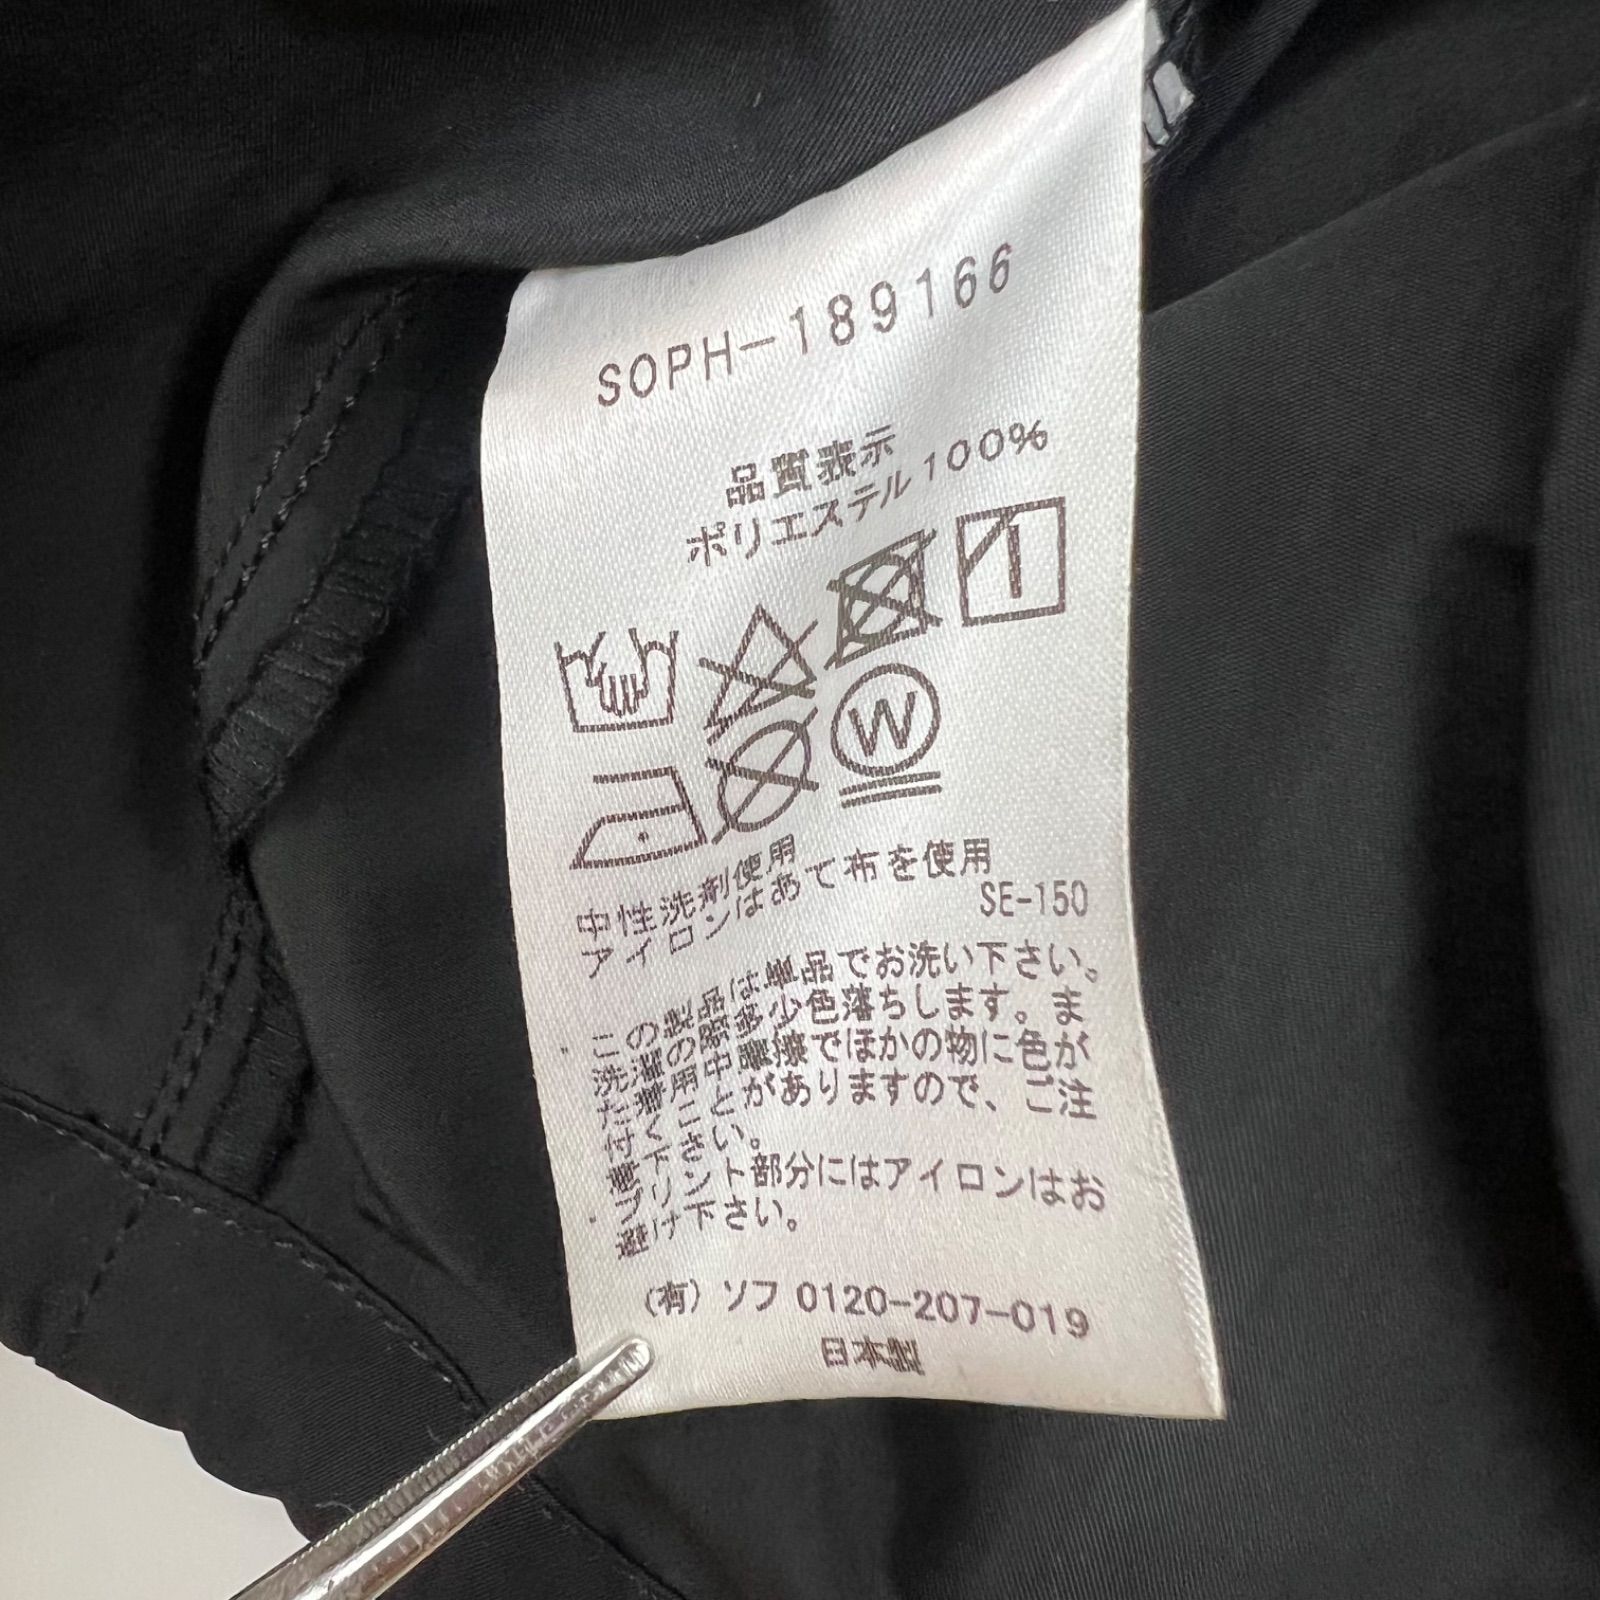 SOPH-189166
品質表示
ポリエステル100%
W
中性洗剤使用
アイロンはあて布を使用
SE-150
この製品は単品でお洗い下さい。
洗濯の際多少色落ちします。ま
た着用中摩擦でほかの物に色が
付くことがありますので、ご注
意下さい。
プリント部分にはアイロンはお
避け下さい。
(有)ソフ 0120-207-019
日本製